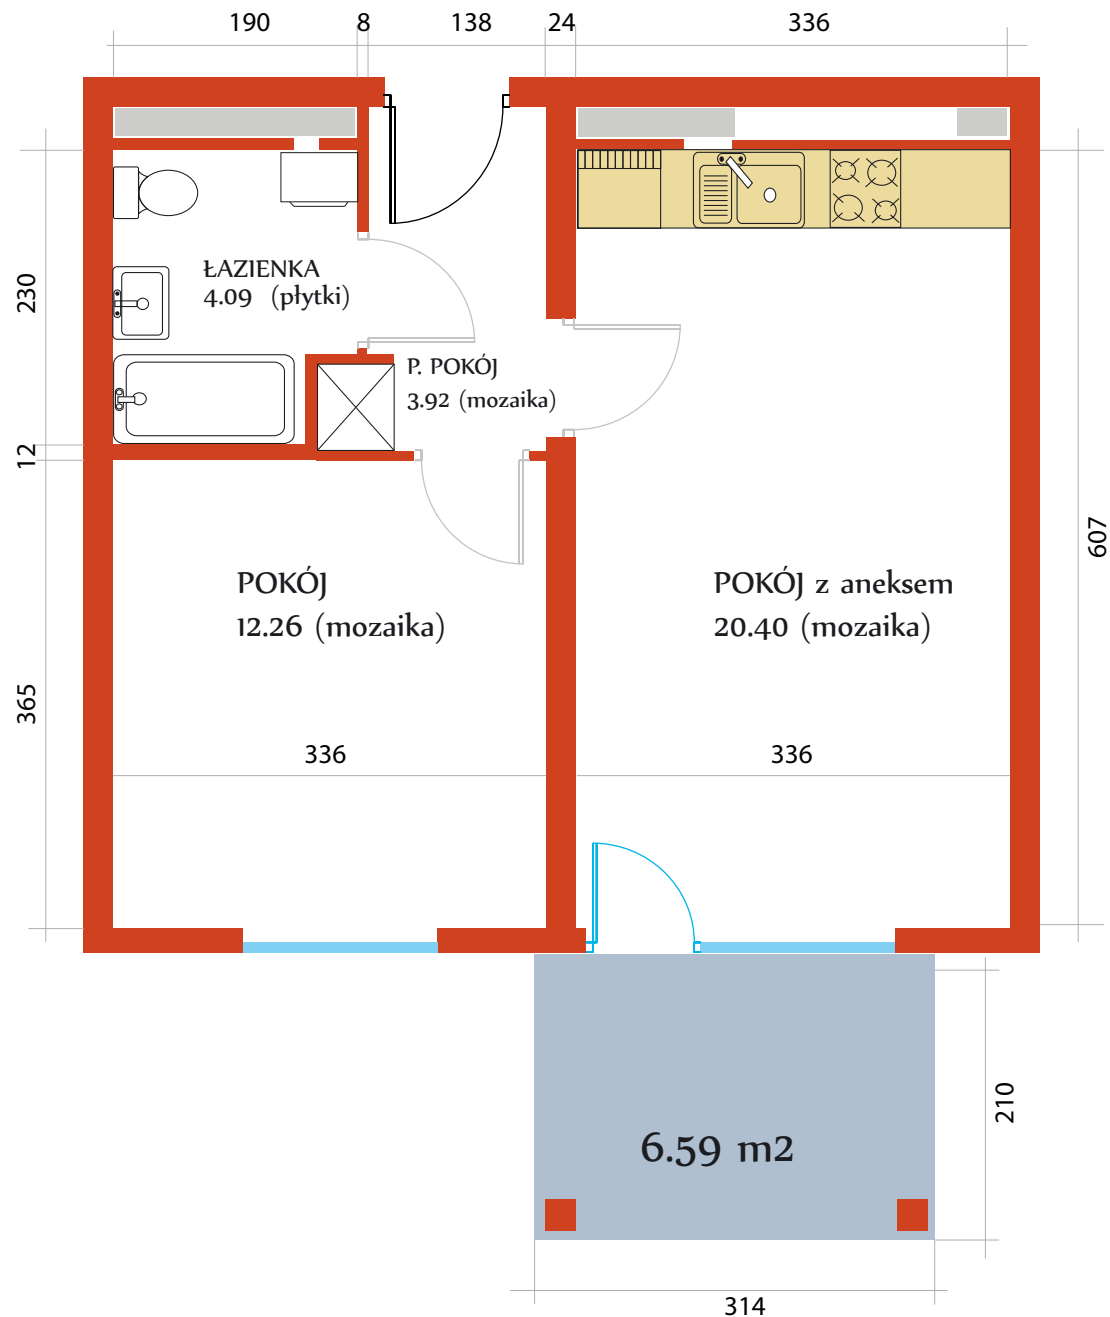 190 8 138 24 336
ŁAZIENKA
4.09 (płytki)
230
P. POKÓJ
3.92 (mozaika)
12
607
POKÓJ
12.26 (mozaika)
POKÓJ z aneksem
20.40 (mozaika)
365
336
336
210
6.59 m2
314